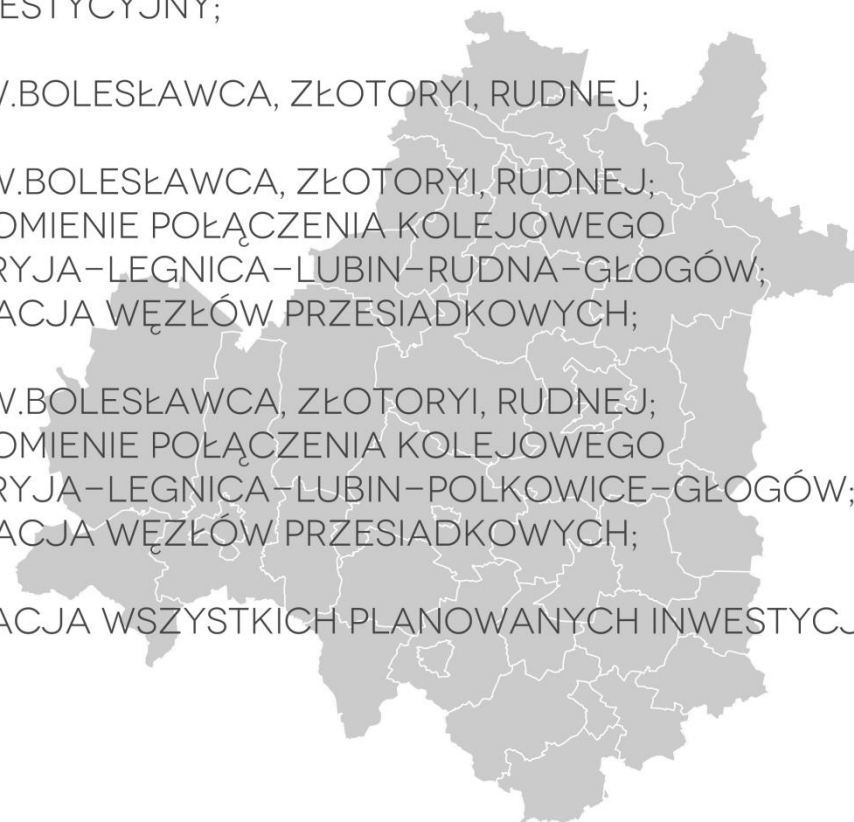 ESTYCYJNY;
W.BOLESŁAWCA, ZŁOTORYI, RUDNEJ;
W.BOLESŁAWCA, ZŁOTORYI, RUDNEJ;
OMIENIE POŁĄCZENIA KOLEJOWEGO
RYJA–LEGNICA–LUBIN–RUDNA–GŁOGÓW;
ACJA WĘZŁÓW PRZESIADKOWYCH;
W.BOLESŁAWCA, ZŁOTORYI, RUDNEJ;
OMIENIE POŁĄCZENIA KOLEJOWEGO
RYJA–LEGNICA–LUBIN–POLKOWICE–GŁOGÓW;
ACJA WĘZŁÓW PRZESIADKOWYCH;
ACJA WSZYSTKICH PLANOWANYCH INWESTYCJ